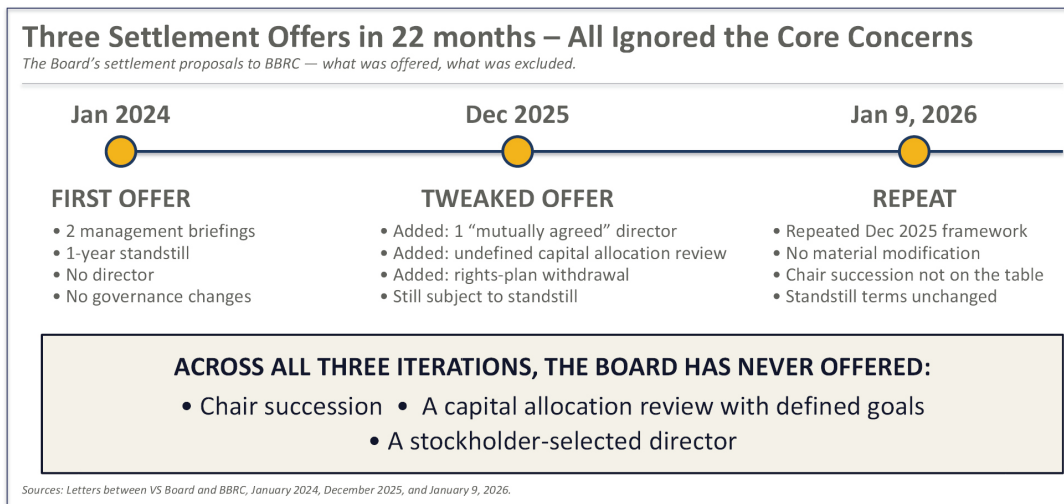 Three Settlement Offers in 22 months – All Ignored the Core Concerns
The Board's settlement proposals to BBRC — what was offered, what was excluded.
Jan 2024
Dec 2025
Jan 9, 2026
FIRST OFFER
• 2 management briefings
• 1-year standstill
• No director
• No governance changes
TWEAKED OFFER
• Added: 1 “mutually agreed” director
• Added: undefined capital allocation review
• Added: rights-plan withdrawal
• Still subject to standstill
REPEAT
• Repeated Dec 2025 framework
• No material modification
• Chair succession not on the table
• Standstill terms unchanged
ACROSS ALL THREE ITERATIONS, THE BOARD HAS NEVER OFFERED:
• Chair succession • A capital allocation review with defined goals
• A stockholder-selected director
Sources: Letters between VS Board and BBRC, January 2024, December 2025, and January 9, 2026.